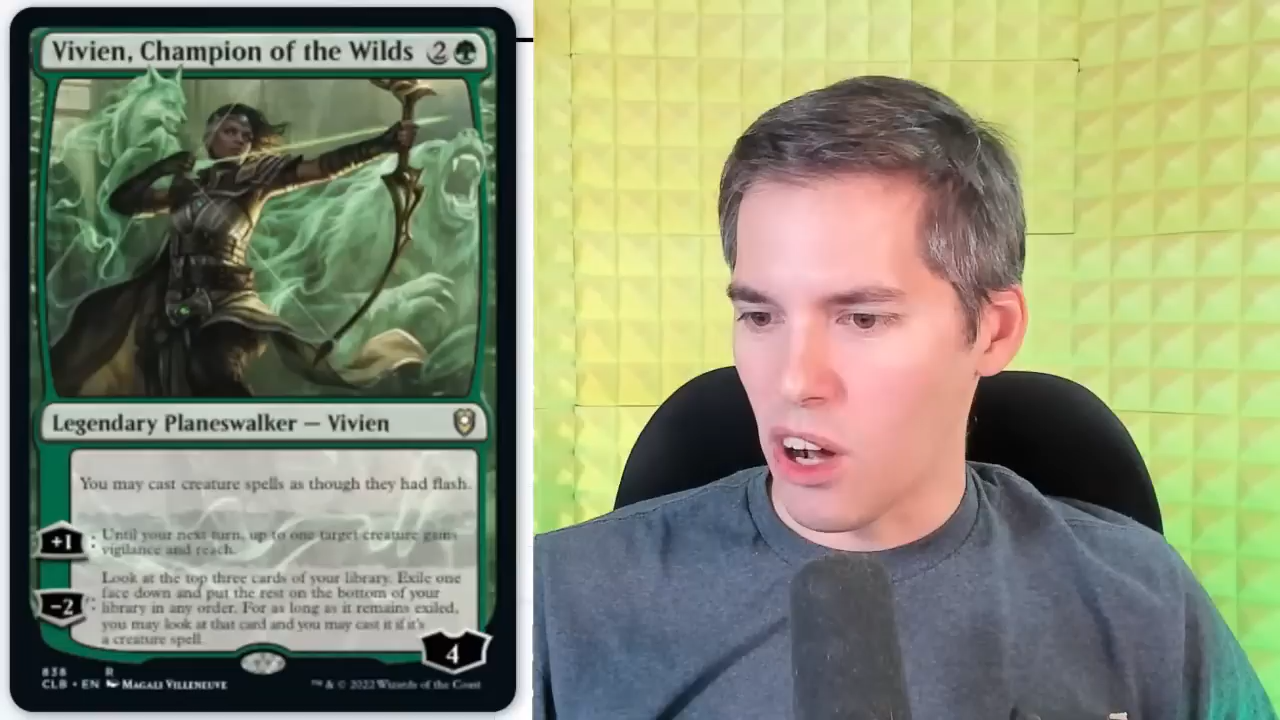 Vivien, Champion of the Wilds 2
Legendary Planeswalker — Vivien
You may cast creature spells as though they had flash.
+1 : Until your next turn, up to one target creature gains
vigilance and reach.
Look at the top three cards of your library. Exile one
face down and put the rest on the bottom of your
-2 : library in any order. For as long as it remains exiled,
you may look at that card and you may cast it if it's
a creature spell.
4
838 R
CLB • EN Magali Villeneuve
™ & © 2022 Wizards of the Coast